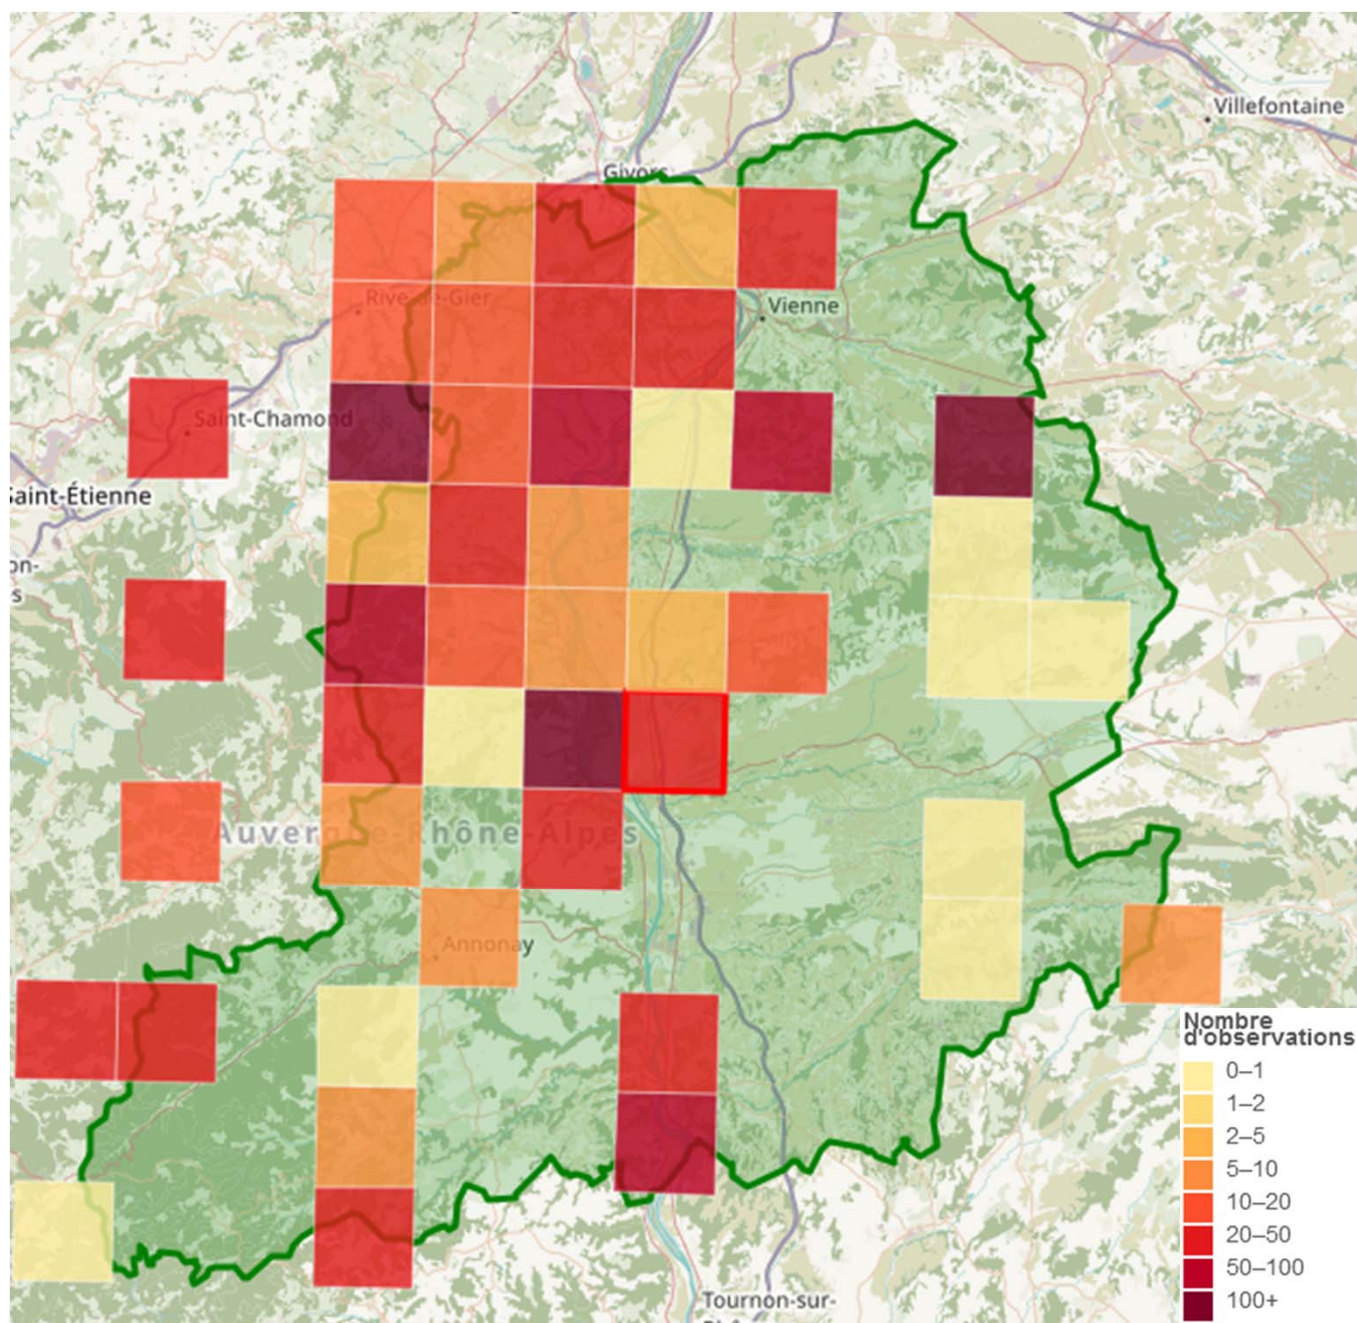 Villefontaine
Givors
Rive-de-Gier
Vienne
Saint-Chamond
Saint-Étienne
on-
s
Auvergne-Rhône-Alpes
Annonay
Nombre
d'observations
0–1
1–2
2–5
5–10
10–20
20–50
50–100
100+
Tournon-sur-